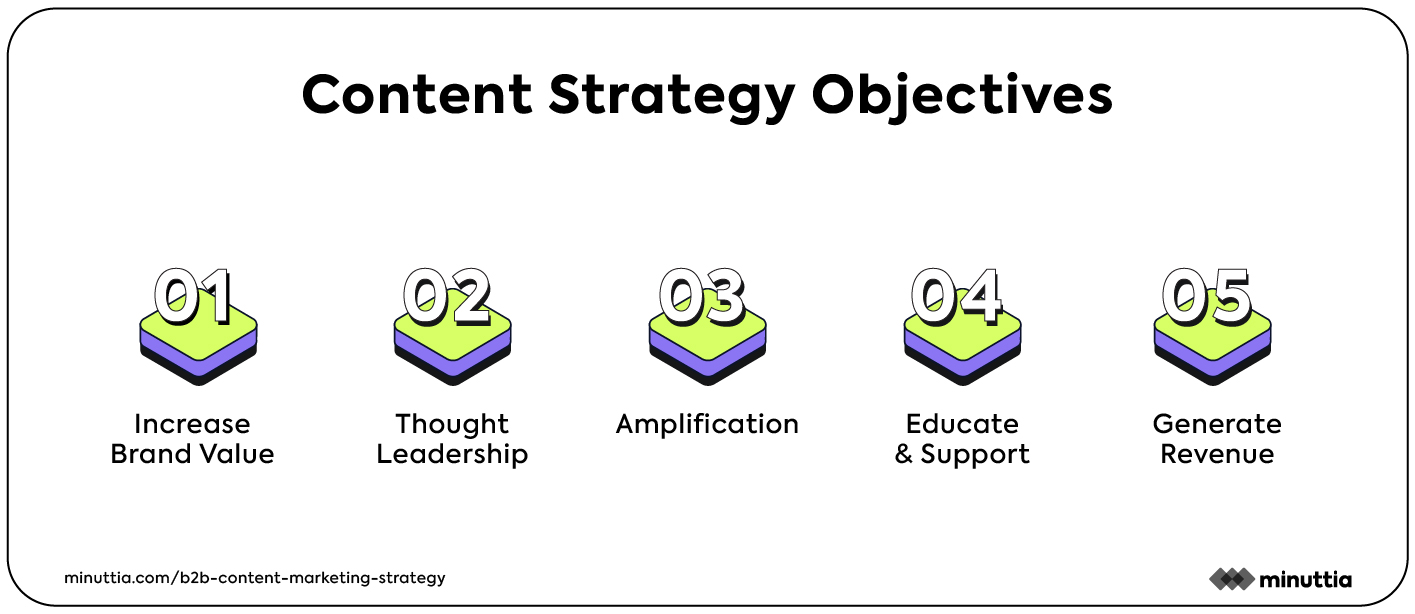 Content Strategy Objectives
01
Increase
Brand Value
02
Thought
Leadership
03
Amplification
04
Educate
& Support
05
Generate
Revenue
minuttia.com/b2b-content-marketing-strategy
minuttia